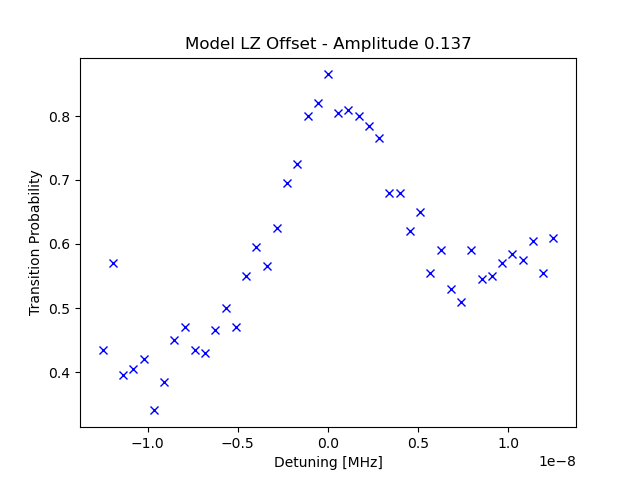 Model LZ Offset - Amplitude 0.137
Transition Probability
0.8
0.7
0.6
0.5
0.4
−1.0
−0.5
0.0
0.5
1.0
1e−8
Detuning [MHz]